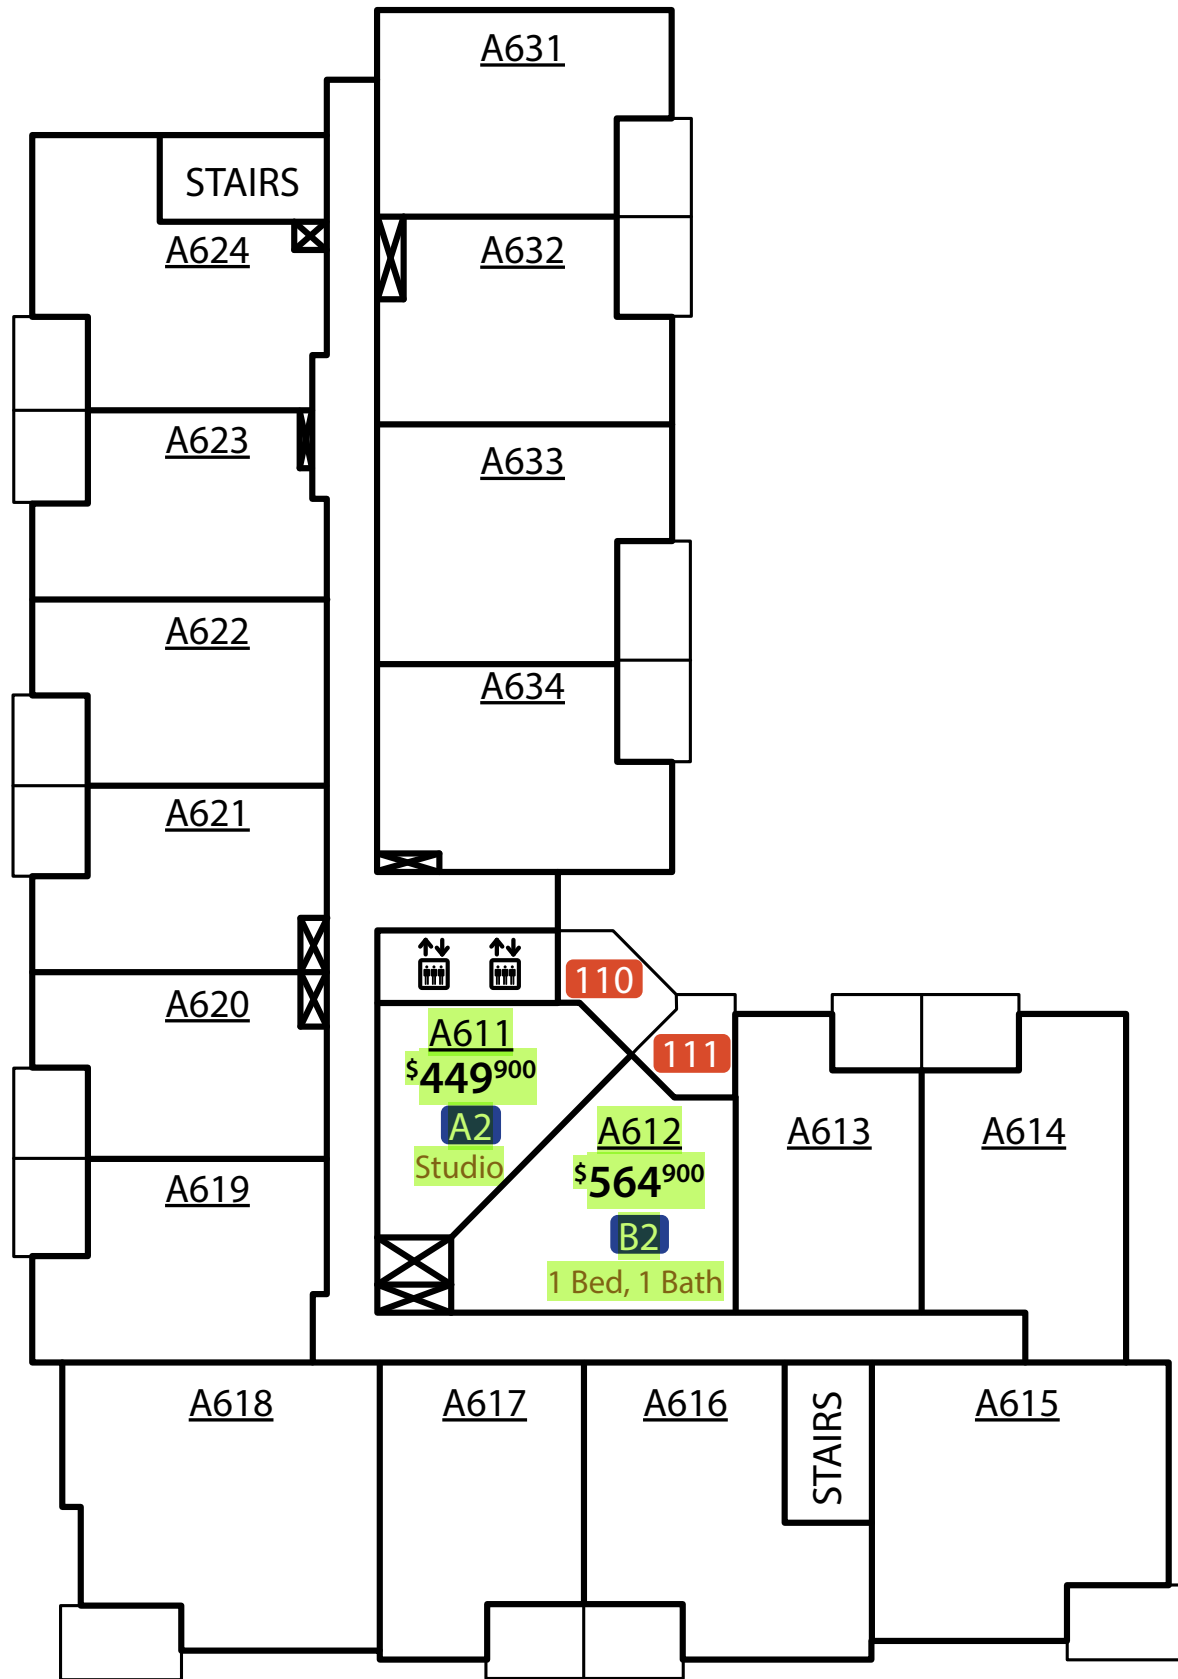 A631
STAIRS
A624
A632
A623
A633
A622
A634
A621
A620
110
A611
$449900
A2
Studio
111
A612
$564900
B2
1 Bed, 1 Bath
A613
A614
A619
A618
A617
A616
STAIRS
A615